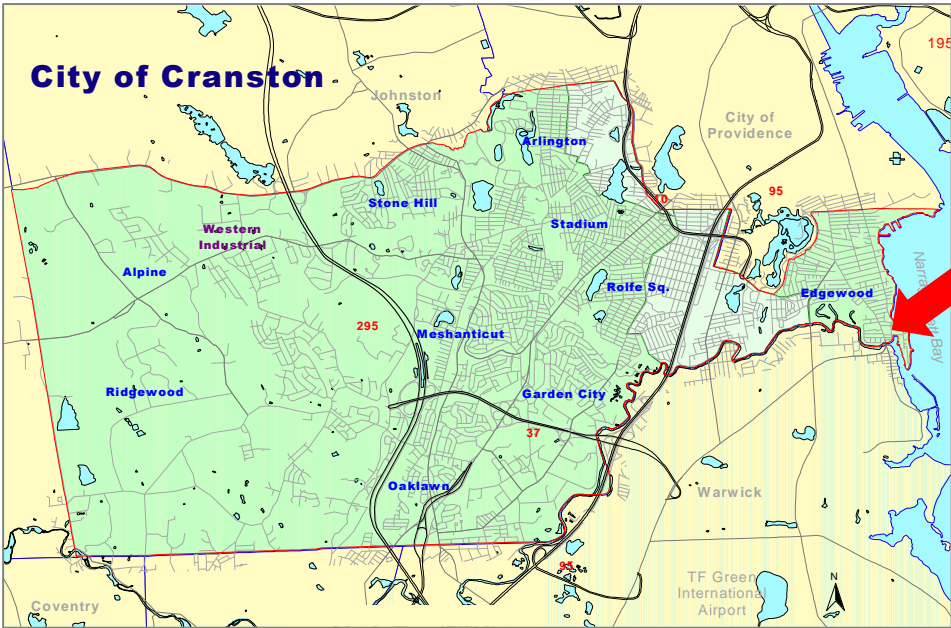 City of Cranston
195
Johnston
City of
Providence
Arlington
95
10
Stone Hill
Stadium
Western
Industrial
Alpine
Rolfe Sq.
Edgewood
295
Meshanticut
Ridgewood
Garden City
37
Oaklawn
Warwick
95
TF Green
International
Airport
N
Coventry
Bay